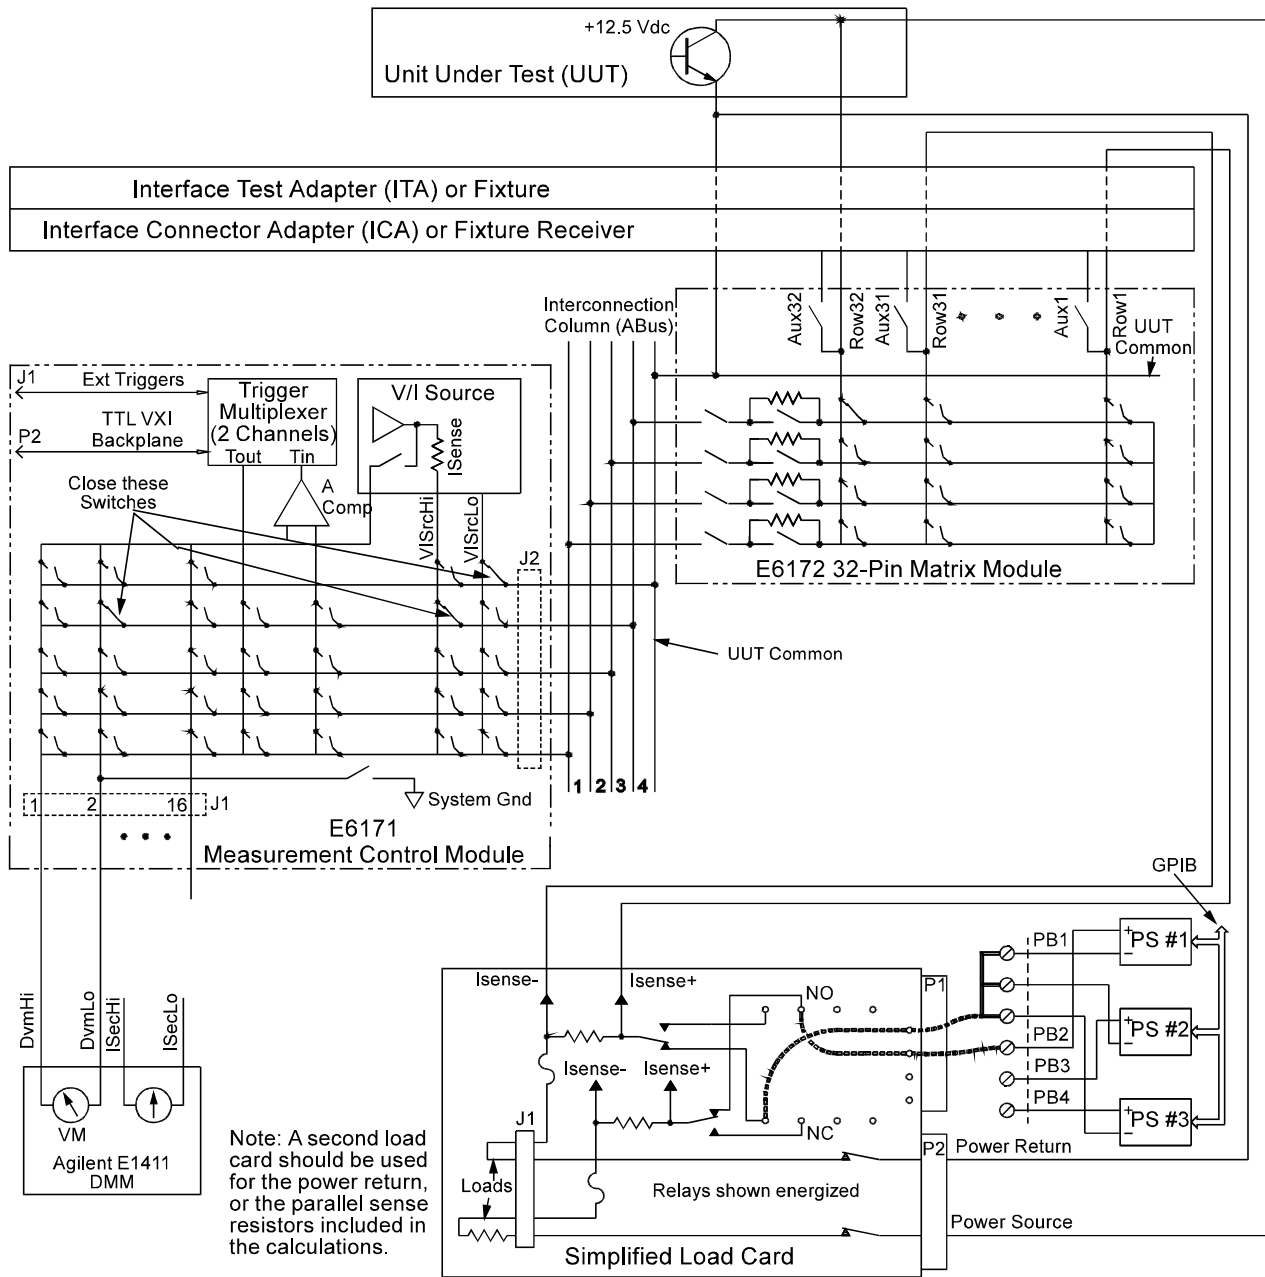 +12.5 Vdc
Unit Under Test (UUT)
Interface Test Adapter (ITA) or Fixture
Interface Connector Adapter (ICA) or Fixture Receiver
Interconnection
Column (ABus)
Aux32
Row32
Aux31
Row31
Aux1
Row1
UUT
Common
J1
Ext Triggers
P2
TTL VXI
Backplane
Trigger
Multiplexer
(2 Channels)
Tout
Tin
V/I Source
ISense
A
Comp
Close these
Switches
VISrcHi
VISrcLo
J2
E6172 32-Pin Matrix Module
UUT Common
1 2 3 4
System Gnd
1 2 16 J1
E6171
Measurement Control Module
GPIB
DvmHi
DvmLo
ISecHi
ISecLo
VM
Agilent E1411
DMM
Note: A second load
card should be used
for the power return,
or the parallel sense
resistors included in
the calculations.
Isense-
Isense+
NO
P1
Isense-
Isense+
NC
J1
Loads
Relays shown energized
Simplified Load Card
P2
Power Return
Power Source
PB1
PB2
PB3
PB4
+
-
PS #1
+
-
PS #2
+
-
PS #3